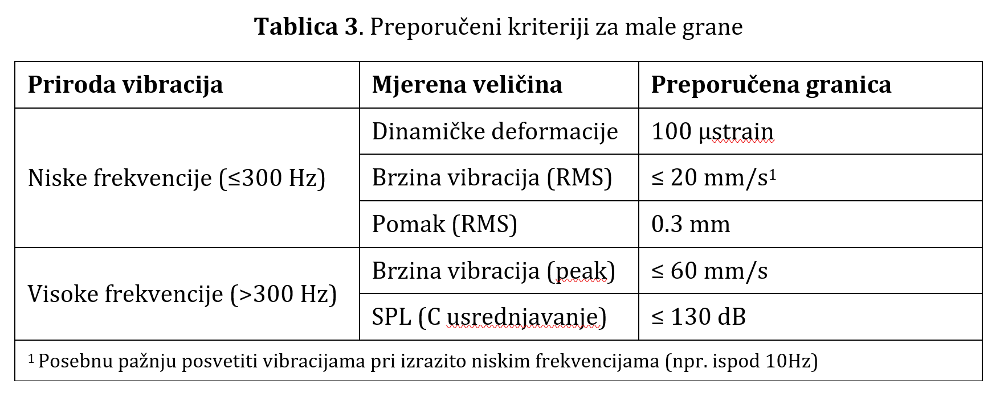 Tablica 3. Preporučeni kriteriji za male grane
Priroda vibracija Mjerena veličina Preporučena granica
Niske frekvencije (≤300 Hz)
Dinamičke deformacije 100 μstrain
Brzina vibracija (RMS) ≤ 20 mm/s¹
Pomak (RMS) 0.3 mm
Visoke frekvencije (>300 Hz)
Brzina vibracija (peak) ≤ 60 mm/s
SPL (C usrednjavanje) ≤ 130 dB
¹ Posebnu pažnju posvetiti vibracijama pri izrazito niskim frekvencijama (npr. ispod 10Hz)